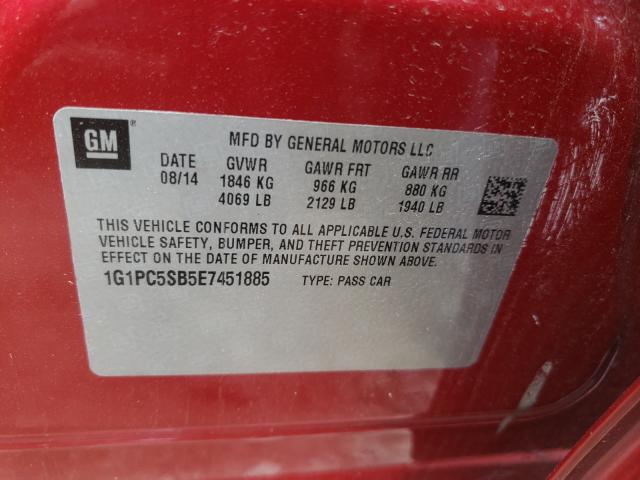 GM ®
MFD BY GENERAL MOTORS LLC
DATE GVWR GAWR FRT GAWR RR
08/14 1846 KG 966 KG 880 KG
4069 LB 2129 LB 1940 LB
THIS VEHICLE CONFORMS TO ALL APPLICABLE U.S. FEDERAL MOTOR
VEHICLE SAFETY, BUMPER, AND THEFT PREVENTION STANDARDS IN
EFFECT ON THE DATE OF MANUFACTURE SHOWN ABOVE.
1G1PC5SB5E7451885 TYPE: PASS CAR